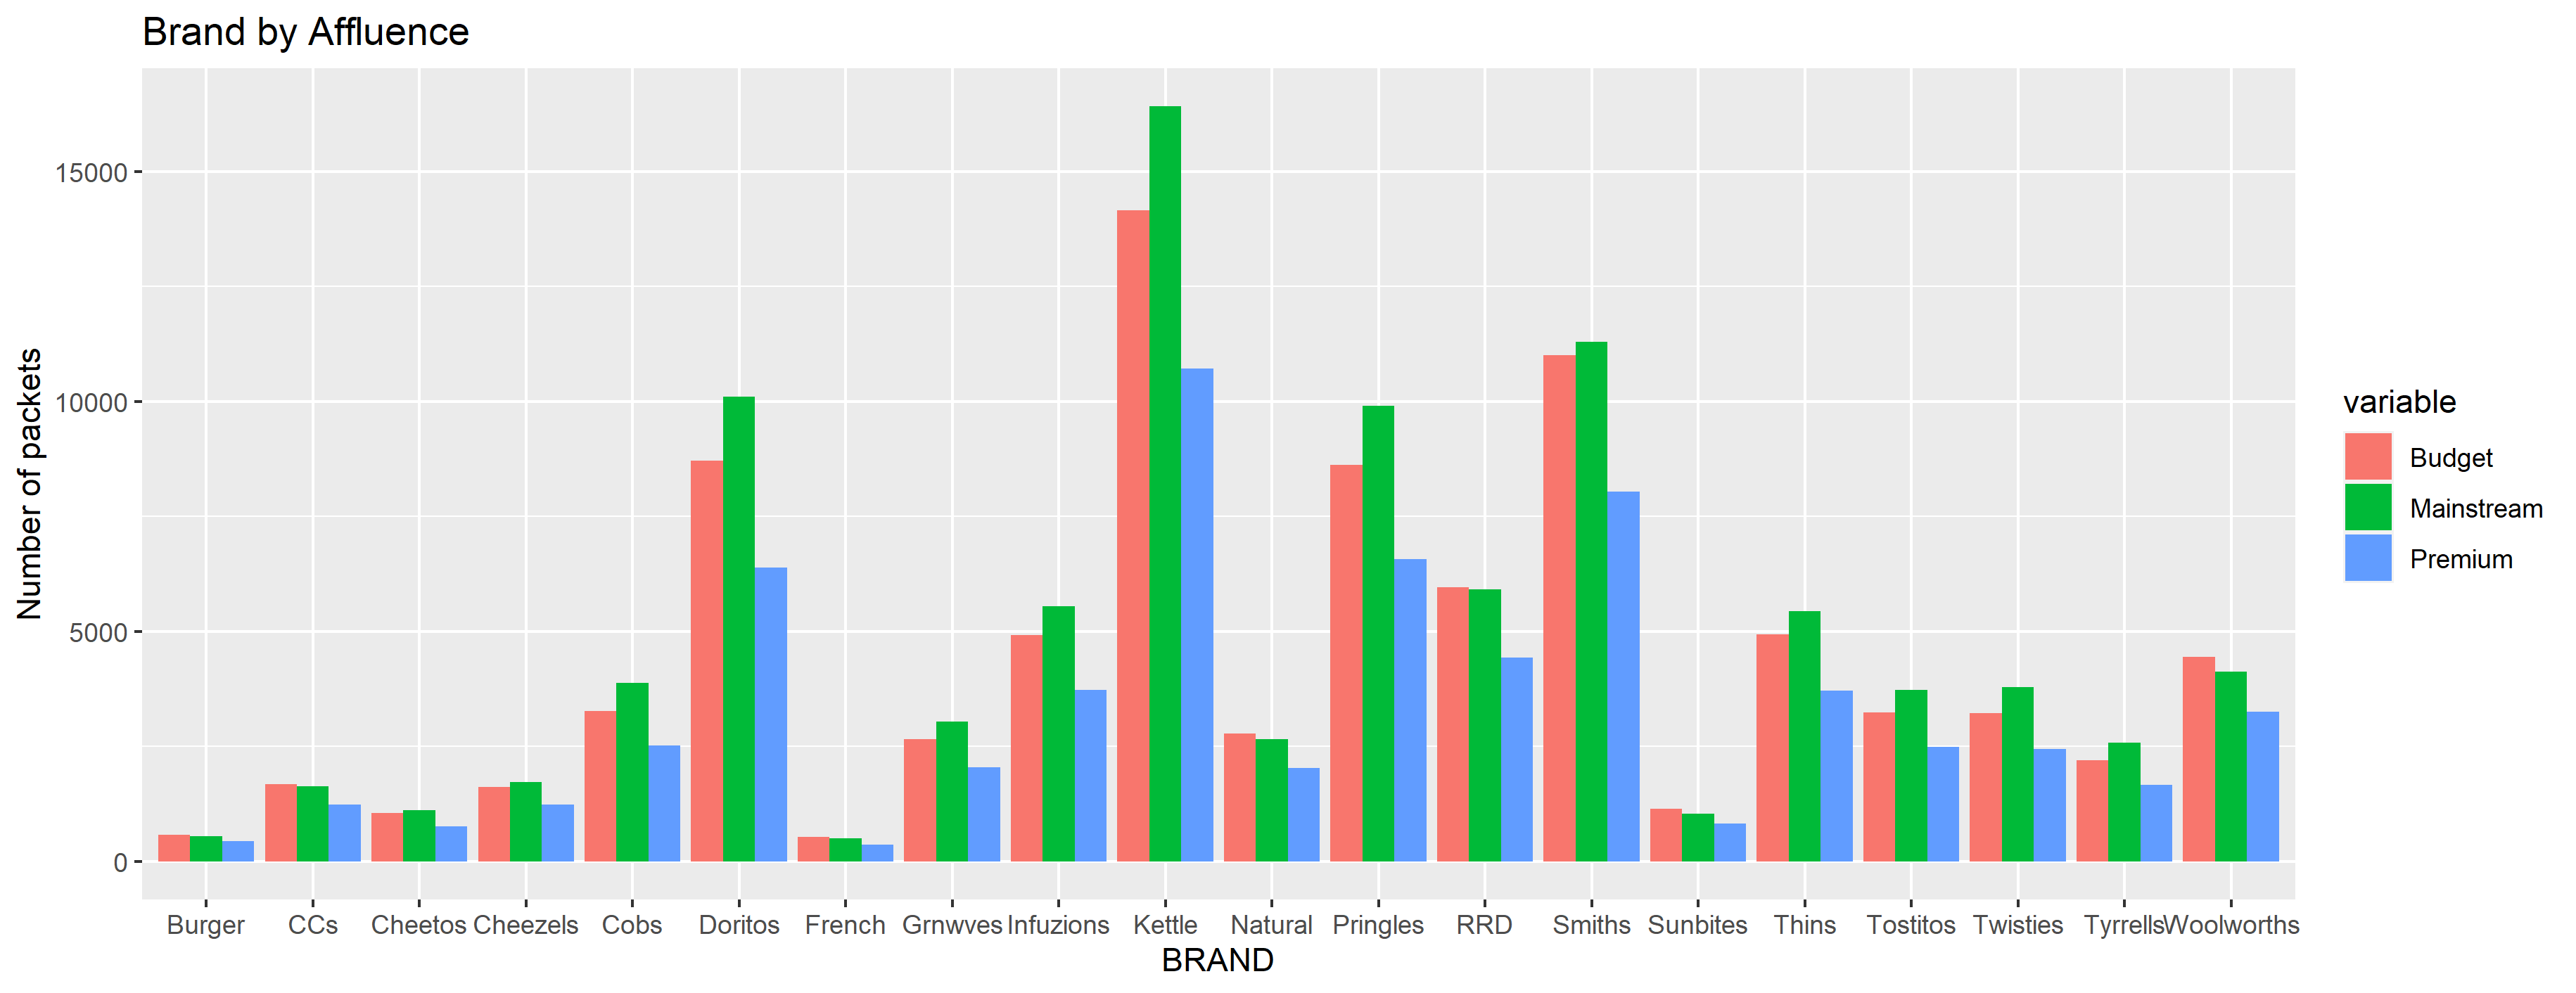 Brand by Affluence
Number of packets
15000
10000
5000
0
Burger CCs Cheetos Cheezels Cobs Doritos French Grnwves Infuzions Kettle Natural Pringles RRD Smiths Sunbites Thins Tostitos Twisties Tyrrells Woolworths
BRAND
variable
Budget
Mainstream
Premium